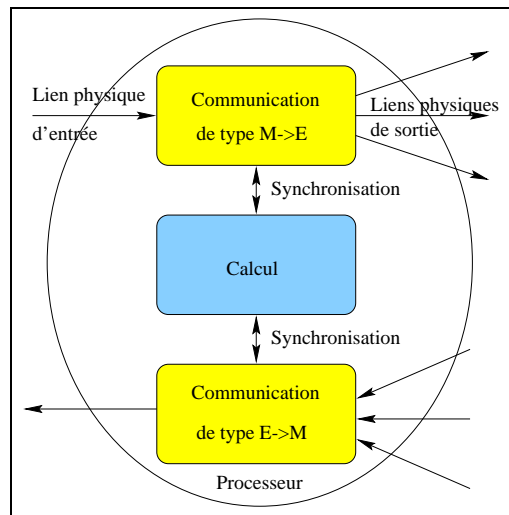 Lien physique
d'entrée
Communication
de type M->E
Liens physiques
de sortie
Synchronisation
Calcul
Synchronisation
Communication
de type E->M
Processeur